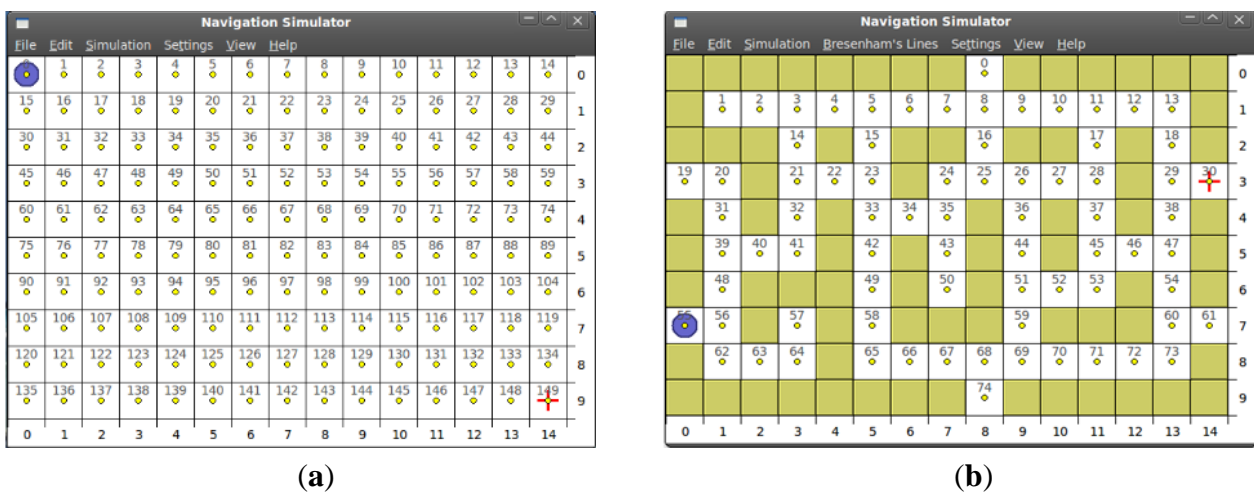 Navigation Simulator
File Edit Simulation Settings View Help
1 2 3 4 5 6 7 8 9 10 11 12 13 14 0
15 16 17 18 19 20 21 22 23 24 25 26 27 28 29 1
30 31 32 33 34 35 36 37 38 39 40 41 42 43 44 2
45 46 47 48 49 50 51 52 53 54 55 56 57 58 59 3
60 61 62 63 64 65 66 67 68 69 70 71 72 73 74 4
75 76 77 78 79 80 81 82 83 84 85 86 87 88 89 5
90 91 92 93 94 95 96 97 98 99 100 101 102 103 104 6
105 106 107 108 109 110 111 112 113 114 115 116 117 118 119 7
120 121 122 123 124 125 126 127 128 129 130 131 132 133 134 8
135 136 137 138 139 140 141 142 143 144 145 146 147 148 149 9
0 1 2 3 4 5 6 7 8 9 10 11 12 13 14
(a)
Navigation Simulator
File Edit Simulation Bresenham's Lines Settings View Help
0 0
1 2 3 4 5 6 7 8 9 10 11 12 13 1
14 15 16 17 18 2
19 20 21 22 23 24 25 26 27 28 29 30 3
31 32 33 34 35 36 37 38 4
39 40 41 42 43 44 45 46 47 5
48 49 50 51 52 53 54 6
55 56 57 58 59 60 61 7
62 63 64 65 66 67 68 69 70 71 72 73 8
74 9
0 1 2 3 4 5 6 7 8 9 10 11 12 13 14
(b)